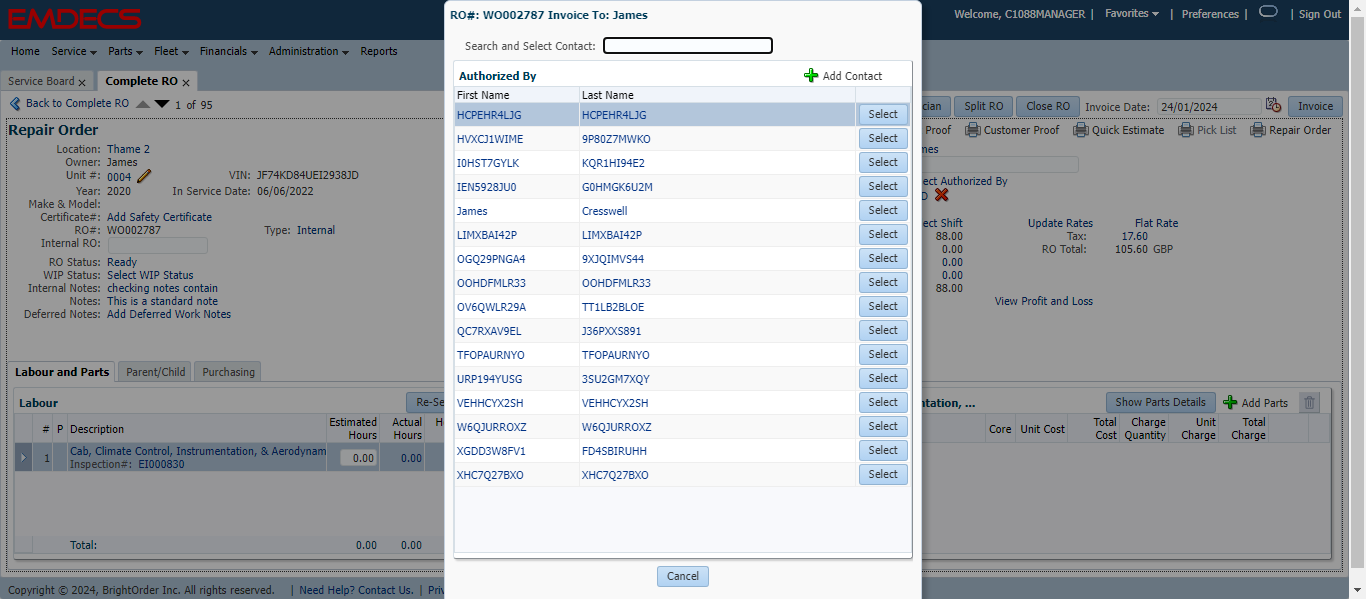 EMDECS
Welcome, C1088MANAGER | Favorites | Preferences | | Sign Out
Home Service Parts Fleet Financials Administration Reports
Service Board x Complete RO x
Back to Complete RO 1 of 95
Split RO Close RO Invoice Date: 24/01/2024 Invoice
Proof Customer Proof Quick Estimate Pick List Repair Order
Repair Order
Location: Thame 2
Owner: James
Unit #: 0004 VIN: JF74KD84UEI2938JD
Year: 2020 In Service Date: 06/06/2022
Make & Model:
Certificate#: Add Safety Certificate
RO#: WO002787 Type: Internal
Internal RO:
RO Status: Ready
WIP Status: Select WIP Status
Internal Notes: checking notes contain
Notes: This is a standard note
Deferred Notes: Add Deferred Work Notes
Authorized By
Shift Update Rates Flat Rate
88.00 Tax: 17.60
0.00 RO Total: 105.60 GBP
0.00
0.00
88.00
View Profit and Loss
Labour and Parts Parent/Child Purchasing
Labour
# P Description Estimated Hours Actual Hours
1 Cab, Climate Control, Instrumentation, & Aerodynam 0.00 0.00
Inspection#: EI000830
Total: 0.00 0.00
Show Parts Details Add Parts
Core Unit Cost Total Cost Charge Quantity Unit Charge Total Charge
Copyright © 2024, BrightOrder Inc. All rights reserved. | Need Help? Contact Us. |
RO#: WO002787 Invoice To: James
Search and Select Contact:
Authorized By Add Contact
First Name Last Name
HCPEHR4LJG HCPEHR4LJG Select
HVXCJ1WIME 9P80Z7MWKO Select
I0HST7GYLK KQR1HI94E2 Select
IEN5928JU0 G0HMGK6U2M Select
James Cresswell Select
LIMXBAI42P LIMXBAI42P Select
OGQ29PNGA4 9XJQIMVS44 Select
OOHDFMLR33 OOHDFMLR33 Select
OV6QWLR29A TT1LB2BLOE Select
QC7RXAV9EL J36PXXS891 Select
TFOPAURNYO TFOPAURNYO Select
URP194YUSG 3SU2GM7XQY Select
VEHHCYX2SH VEHHCYX2SH Select
W6QJURROXZ W6QJURROXZ Select
XGDD3W8FV1 FD4SBIRUHH Select
XHC7Q27BXO XHC7Q27BXO Select
Cancel